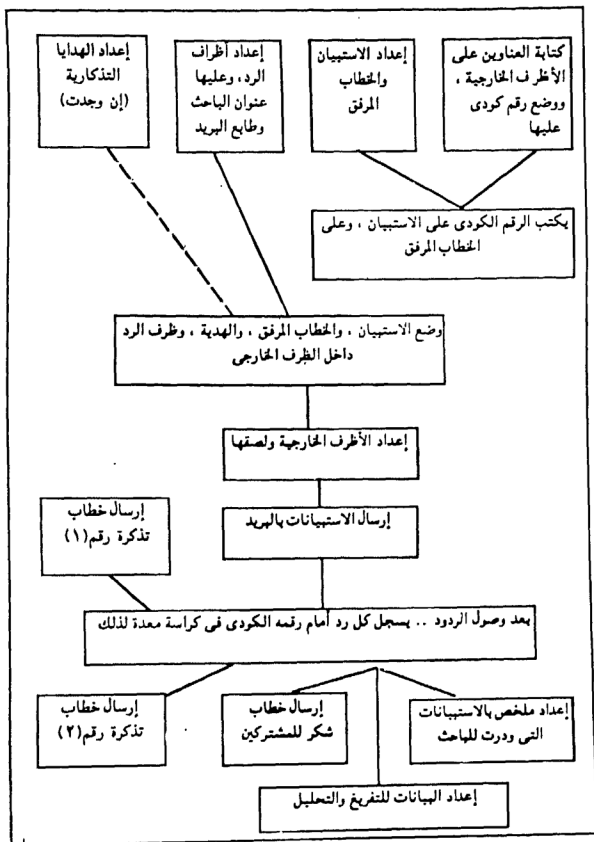 كتابة العناوين على
الأظرف الخارجية ،
ووضع رقم كودى
عليها
إعداد الاستبيان
والخطاب
المرفق
إعداد أظراف
الرد، وعليها
عنوان الباحث
وطابع البريد
إعداد الهدايا
التذكارية
(إن وجدت)
يكتب الرقم الكودى على الاستبيان ، وعلى
الخطاب المرفق
وضع الاستبيان ، والخطاب المرفق ، والهدية ، وظرف الرد
داخل الظرف الخارجى
إعداد الأظرف الخارجية ولصقها
إرسال الاستبيانات بالبريد
إرسال خطاب
تذكرة رقم(١)
بعد وصول الردود .. يسجل كل رد أمام رقمه الكودى فى كراسة معدة لذلك
إعداد ملخص بالاستبيانات
التى ودرت للباحث
إرسال خطاب
شكر للمشتركين
إرسال خطاب
تذكرة رقم(٢)
إعداد البيانات للتفريغ والتحليل